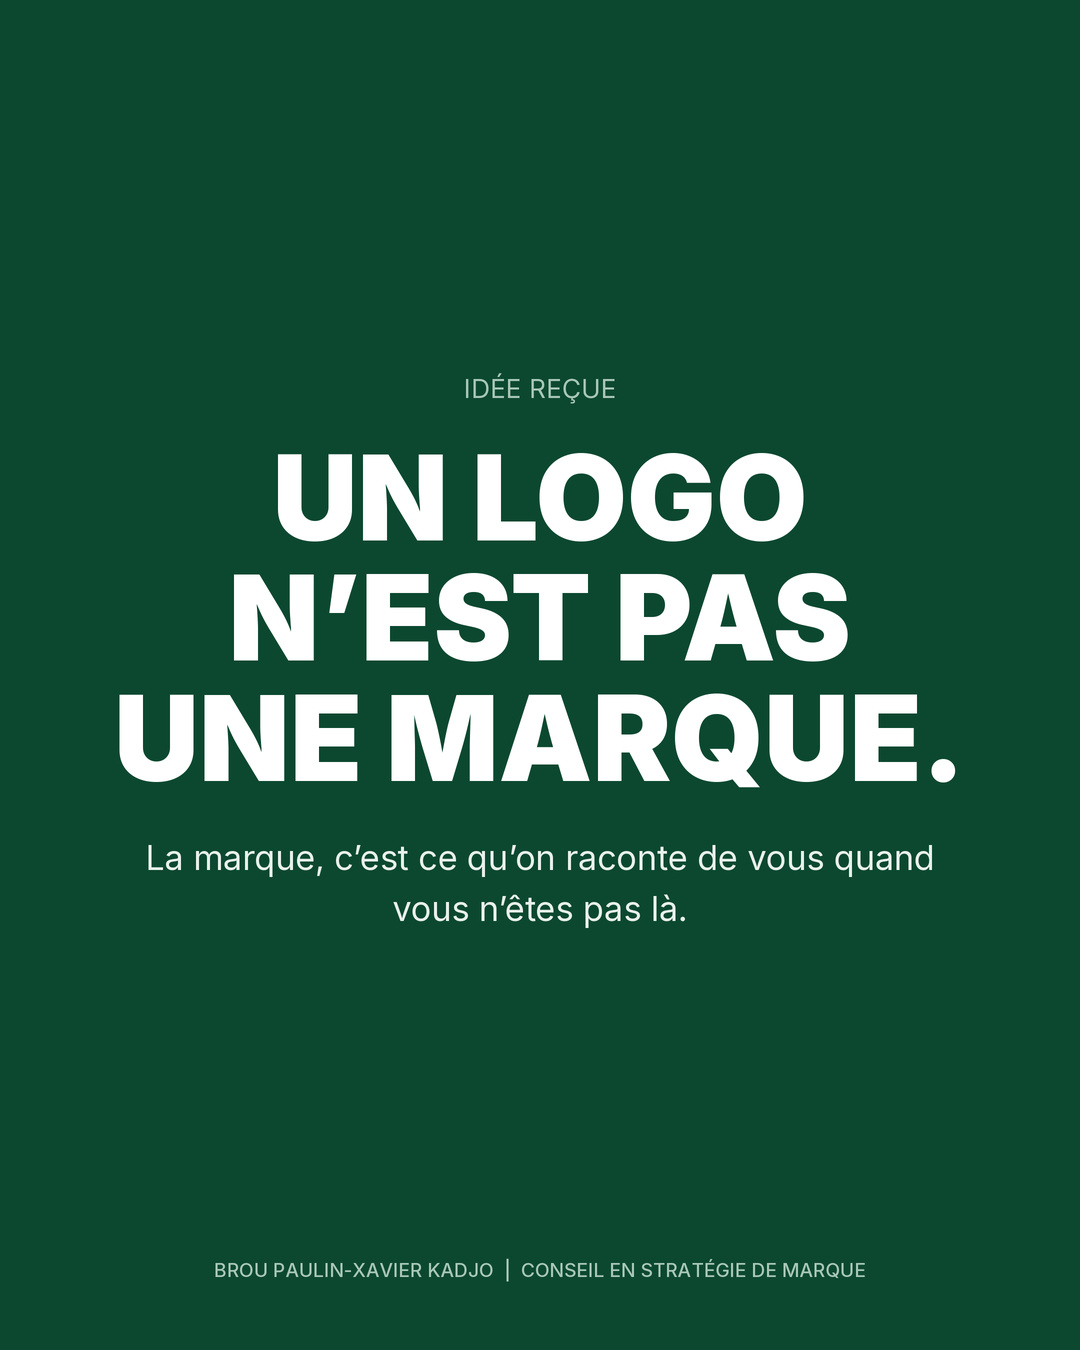 IDÉE REÇUE
UN LOGO
N’EST PAS
UNE MARQUE.
La marque, c’est ce qu’on raconte de vous quand
vous n’êtes pas là.
BROU PAULIN-XAVIER KADJO | CONSEIL EN STRATÉGIE DE MARQUE